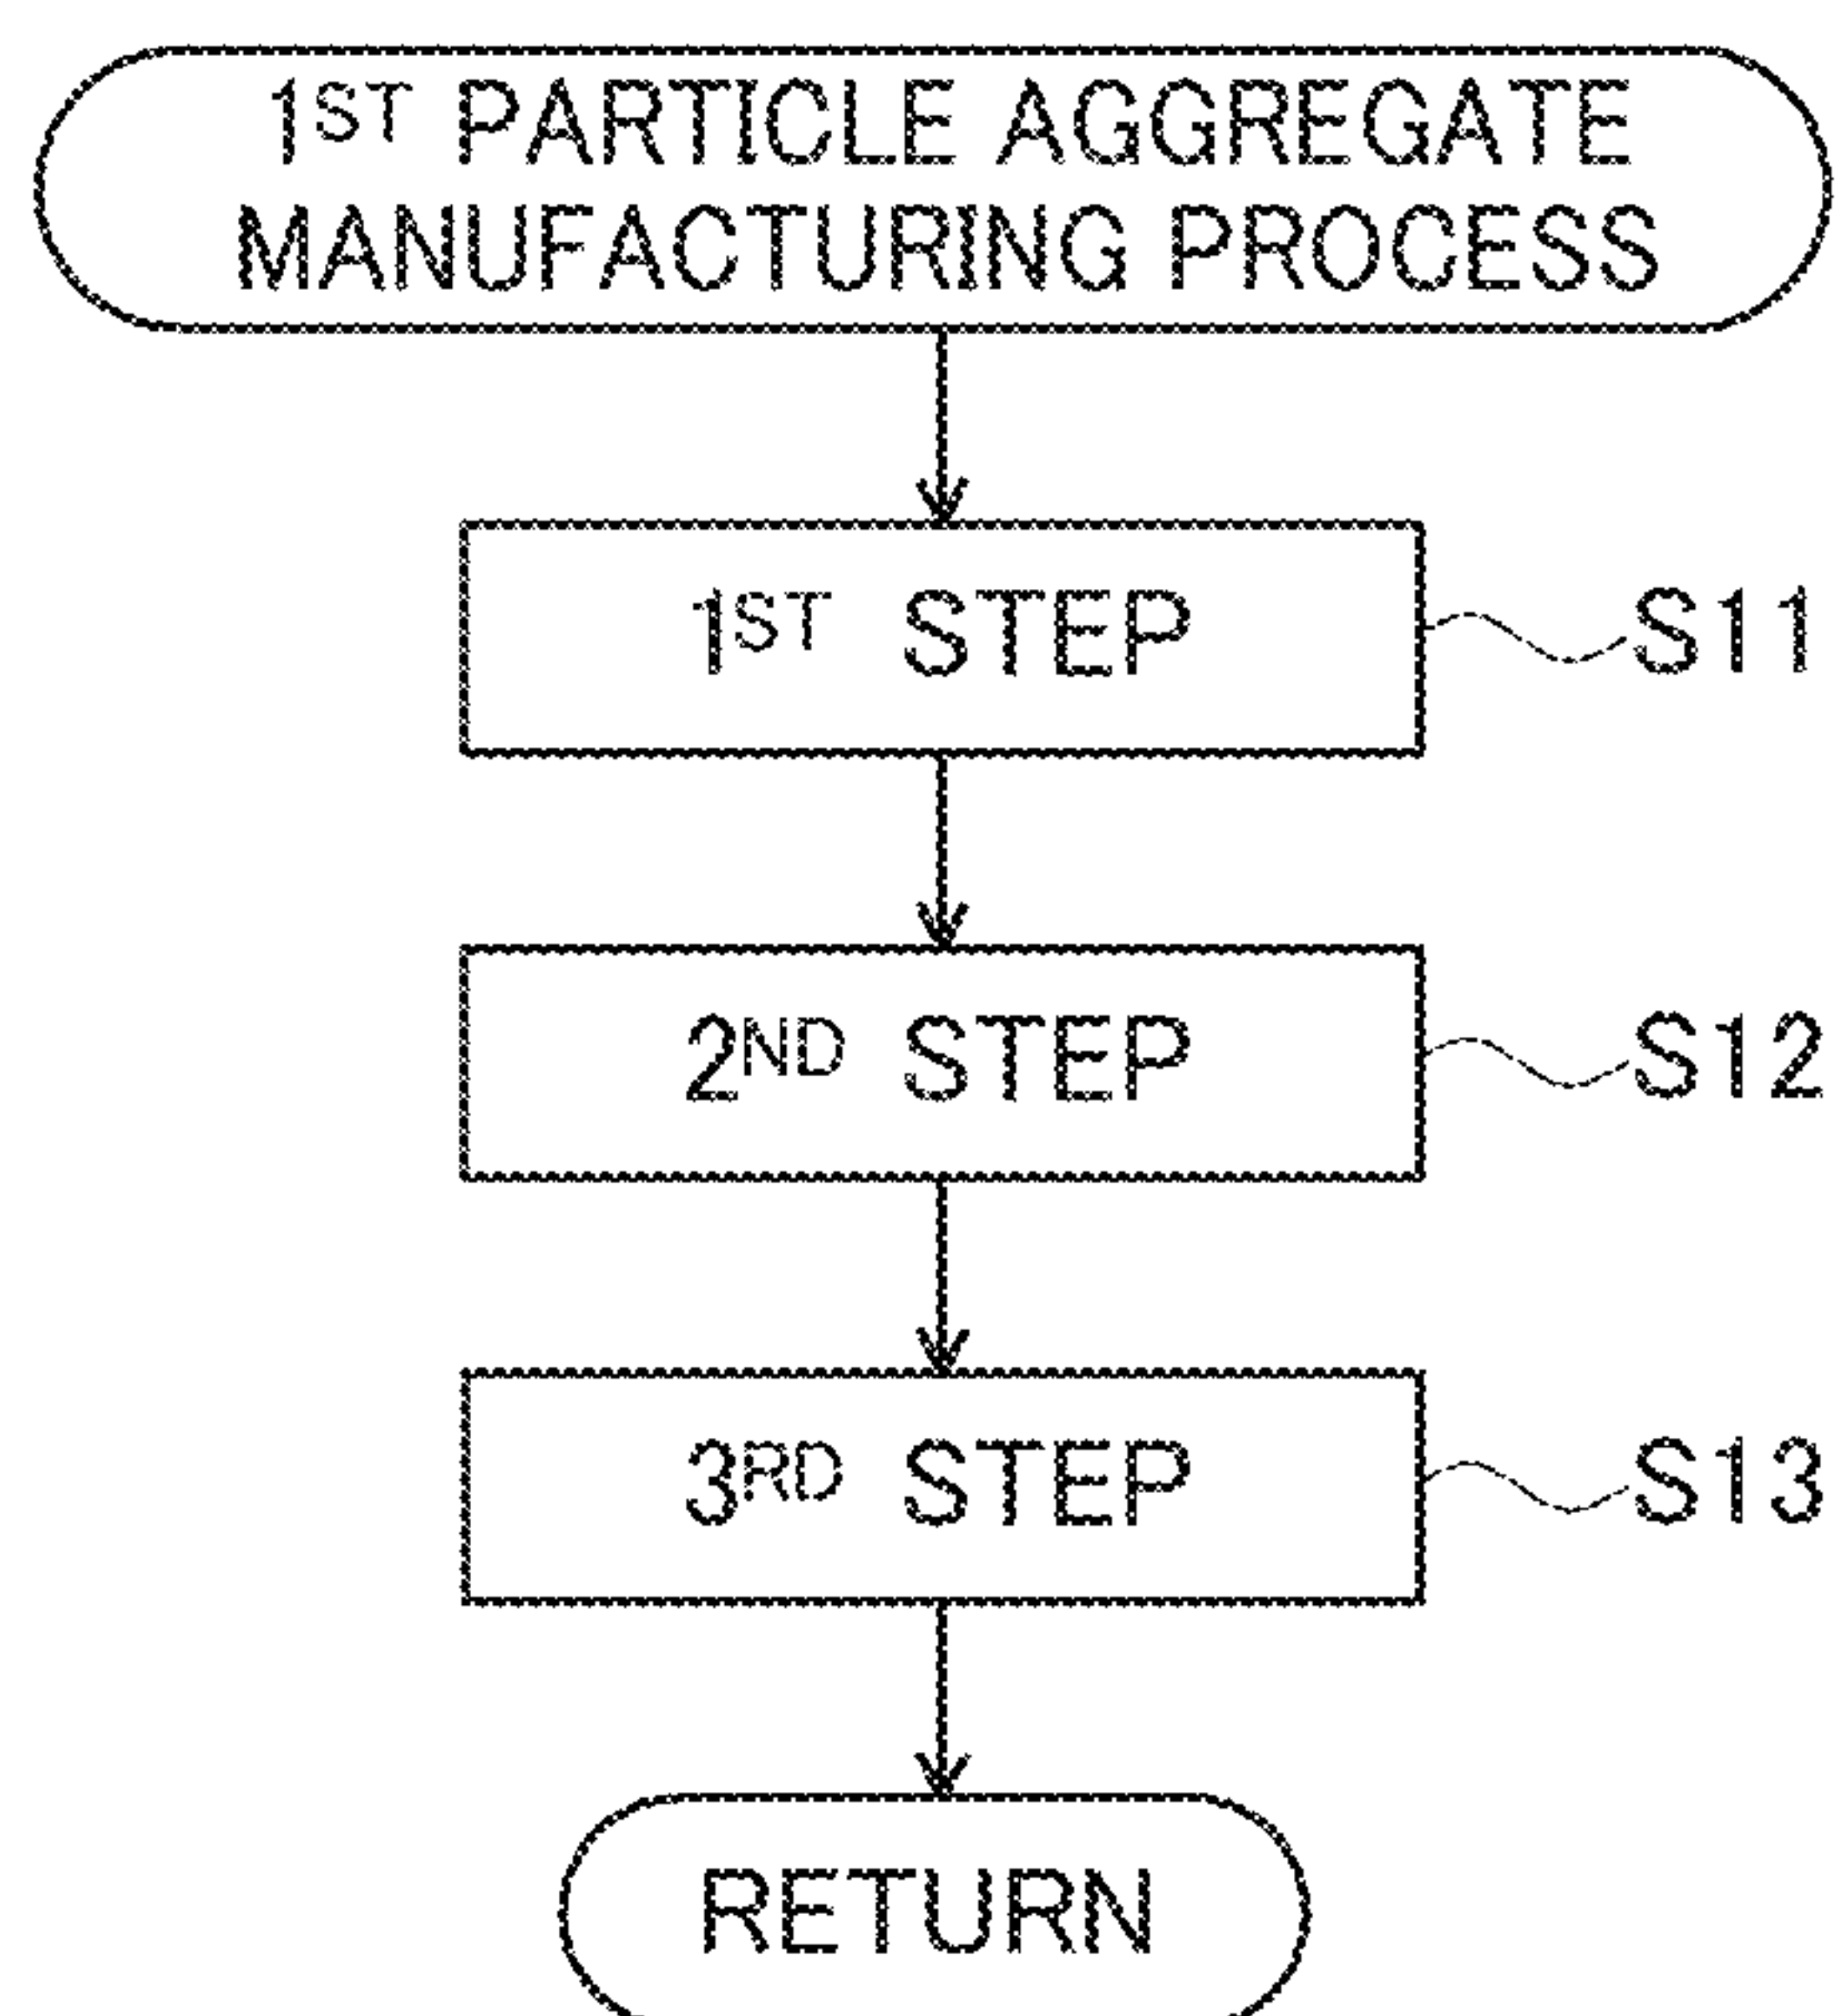 1ST PARTICLE AGGREGATE
MANUFACTURING PROCESS
1ST STEP S11
2ND STEP S12
3RD STEP S13
RETURN